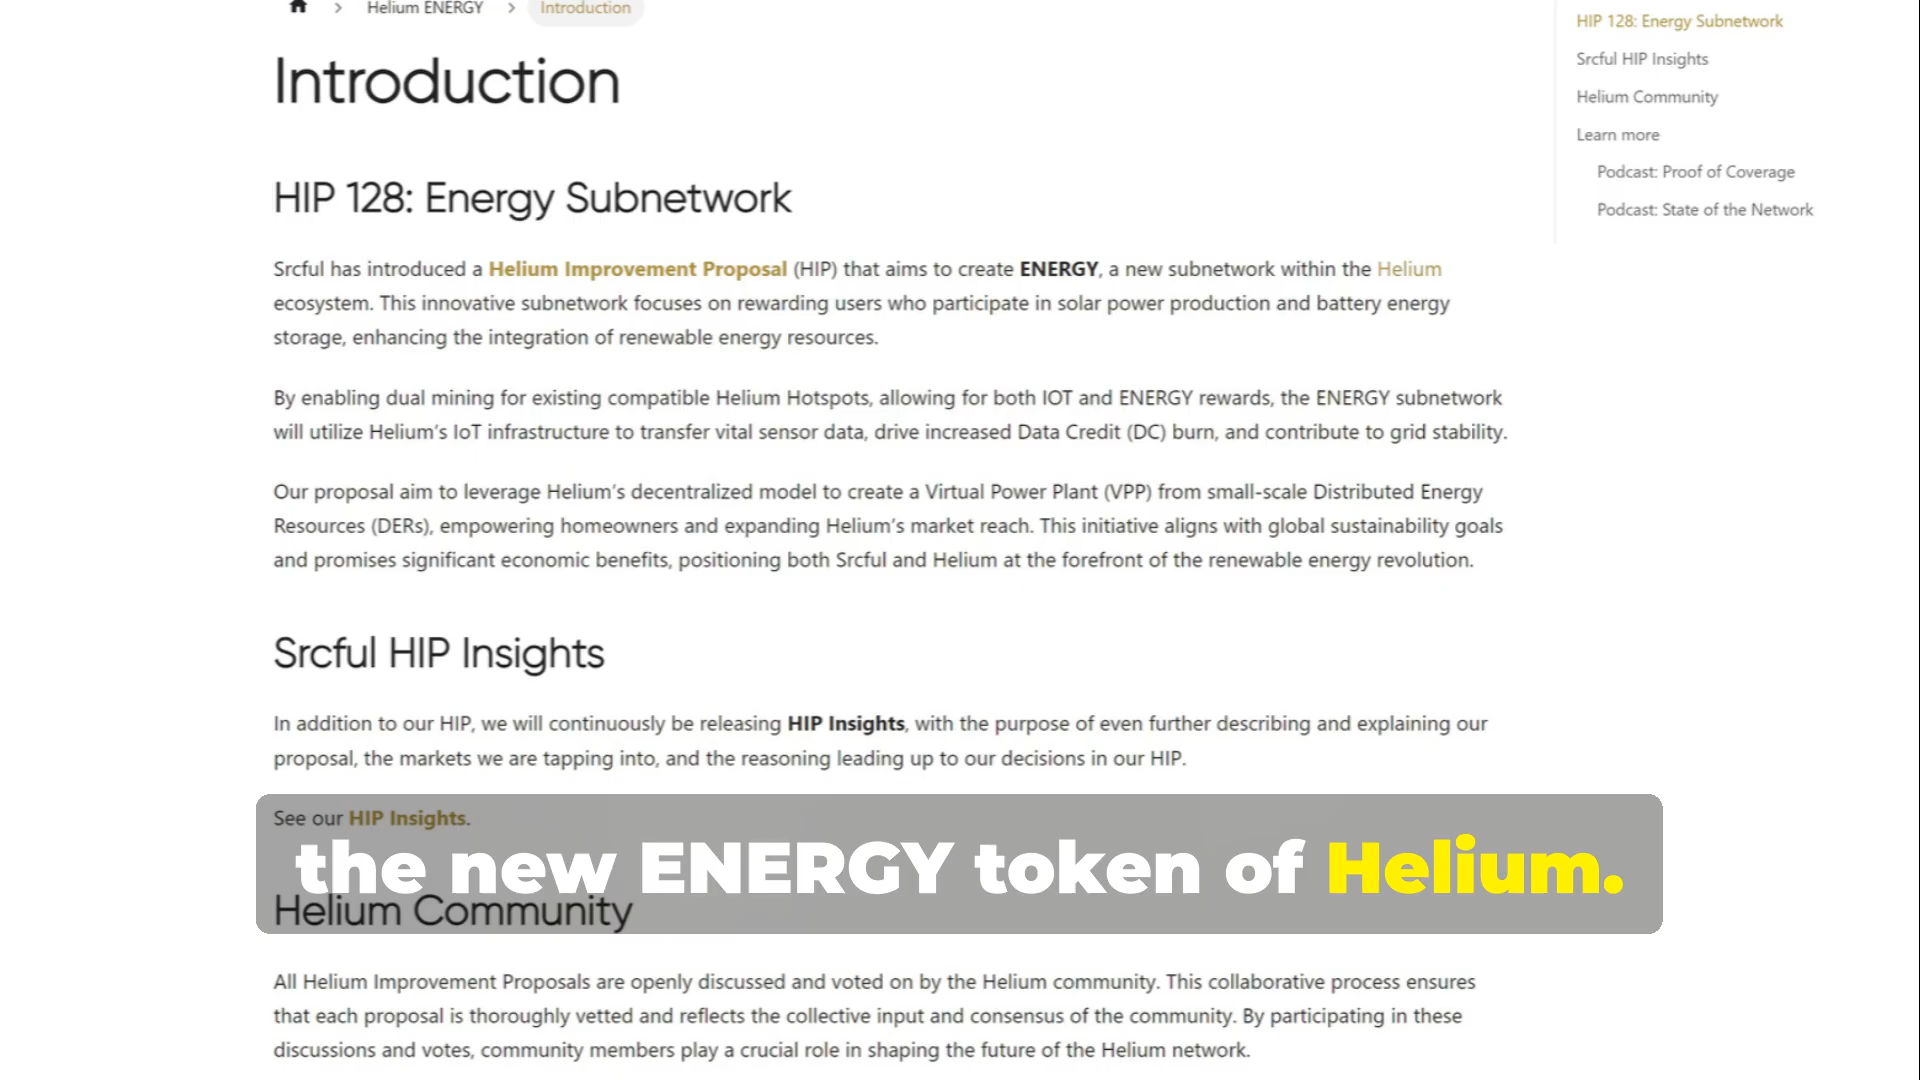 Helium ENERGY > Introduction
Introduction
HIP 128: Energy Subnetwork
Srcful has introduced a Helium Improvement Proposal (HIP) that aims to create ENERGY, a new subnetwork within the Helium
ecosystem. This innovative subnetwork focuses on rewarding users who participate in solar power production and battery energy
storage, enhancing the integration of renewable energy resources.
By enabling dual mining for existing compatible Helium Hotspots, allowing for both IOT and ENERGY rewards, the ENERGY subnetwork
will utilize Helium's IoT infrastructure to transfer vital sensor data, drive increased Data Credit (DC) burn, and contribute to grid stability.
Our proposal aim to leverage Helium's decentralized model to create a Virtual Power Plant (VPP) from small-scale Distributed Energy
Resources (DERs), empowering homeowners and expanding Helium's market reach. This initiative aligns with global sustainability goals
and promises significant economic benefits, positioning both Srcful and Helium at the forefront of the renewable energy revolution.
Srcful HIP Insights
In addition to our HIP, we will continuously be releasing HIP Insights, with the purpose of even further describing and explaining our
proposal, the markets we are tapping into, and the reasoning leading up to our decisions in our HIP.
See our HIP Insights.
the new ENERGY token of Helium.
Helium Community
All Helium Improvement Proposals are openly discussed and voted on by the Helium community. This collaborative process ensures
that each proposal is thoroughly vetted and reflects the collective input and consensus of the community. By participating in these
discussions and votes, community members play a crucial role in shaping the future of the Helium network.
HIP 128: Energy Subnetwork
Srcful HIP Insights
Helium Community
Learn more
Podcast: Proof of Coverage
Podcast: State of the Network